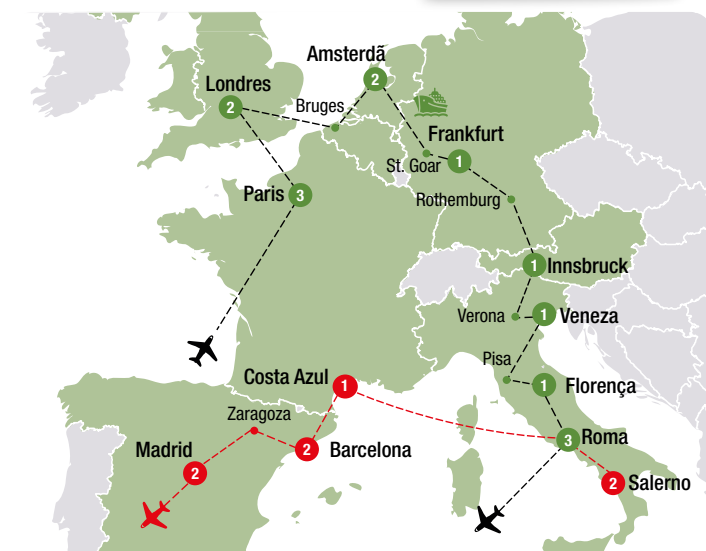 Amsterdã
2
Londres
2
Bruges
Frankfurt
1
St. Goar
Paris
3
Rothemburg
1
Innsbruck
Verona
1
Veneza
Pisa
Costa Azul
1
1
Florença
Zaragoza
Madrid
2
2
Barcelona
3
Roma
2
Salerno